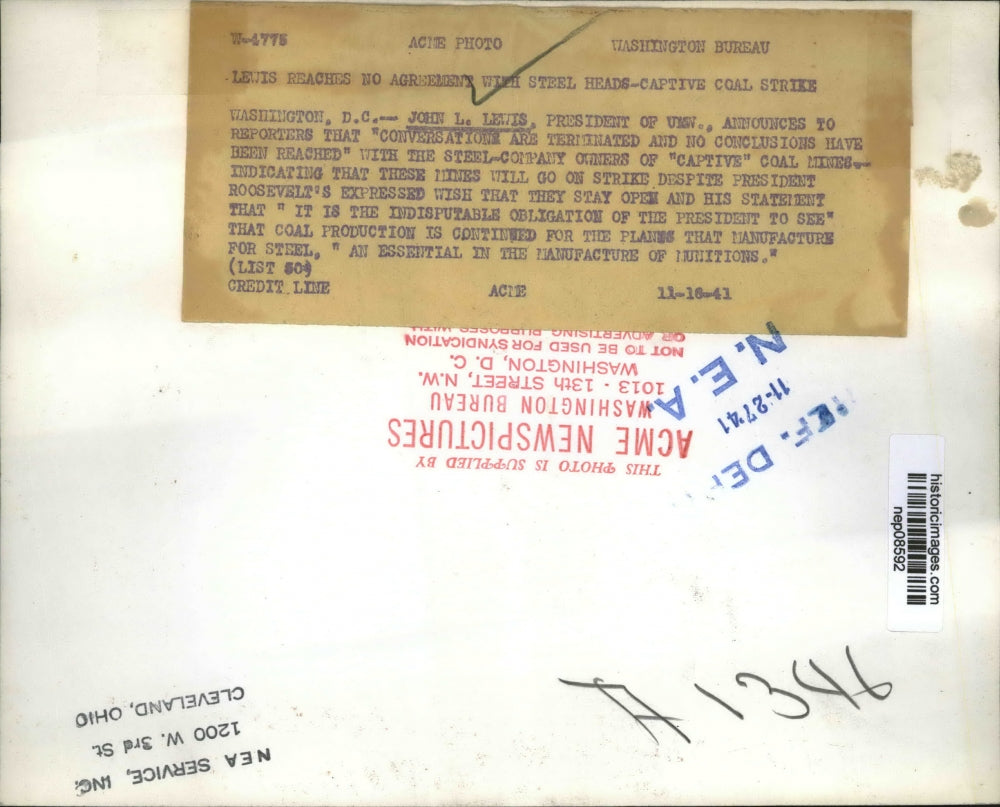 W-4775 ACME PHOTO WASHINGTON BUREAU
LEWIS REACHES NO AGREEMENT WITH STEEL HEADS-CAPTIVE COAL STRIKE
WASHINGTON, D.C.-- JOHN L. LEWIS, PRESIDENT OF UMW., ANNOUNCES TO
REPORTERS THAT "CONVERSATIONS ARE TERMINATED AND NO CONCLUSIONS HAVE
BEEN REACHED" WITH THE STEEL-COMPANY OWNERS OF "CAPTIVE" COAL MINES--
INDICATING THAT THESE MINES WILL GO ON STRIKE DESPITE PRESIDENT
ROOSEVELT'S EXPRESSED WISH THAT THEY STAY OPEN AND HIS STATEMENT
THAT " IT IS THE INDISPUTABLE OBLIGATION OF THE PRESIDENT TO SEE"
THAT COAL PRODUCTION IS CONTINUED FOR THE PLANTS THAT MANUFACTURE
FOR STEEL, " AN ESSENTIAL IN THE MANUFACTURE OF MUNITIONS."
(LIST
CREDIT LINE ACME 11-16-41
THIS PHOTO IS SUPPLIED BY
ACME NEWSPICTURES
WASHINGTON BUREAU
1013 - 13th STREET, N.W.
WASHINGTON, D. C.
NOT TO BE USED FOR SYNDICATION
OR ADVERTISING PURPOSES WITH
11-27-41
N. E. A.
historicimages.com
nep08592
NEA SERVICE, INC.
1200 W. 3rd St
CLEVELAND, OHIO